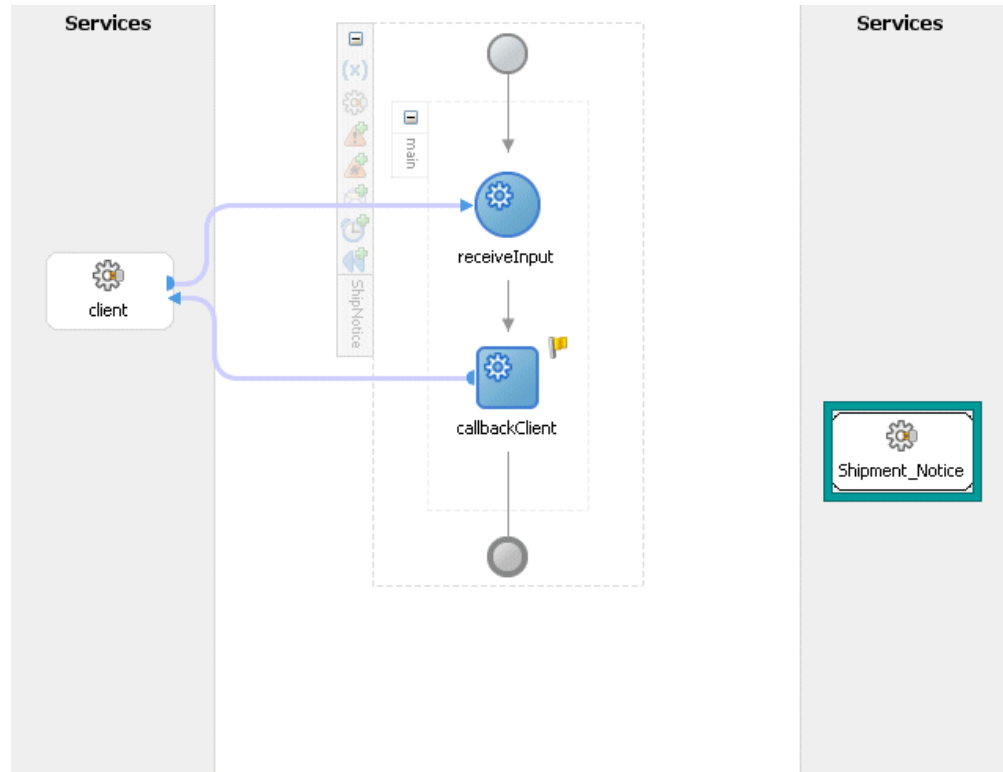 Services
Services
(x)
main
receiveInput
client
ShipNotice
callbackClient
Shipment_Notice